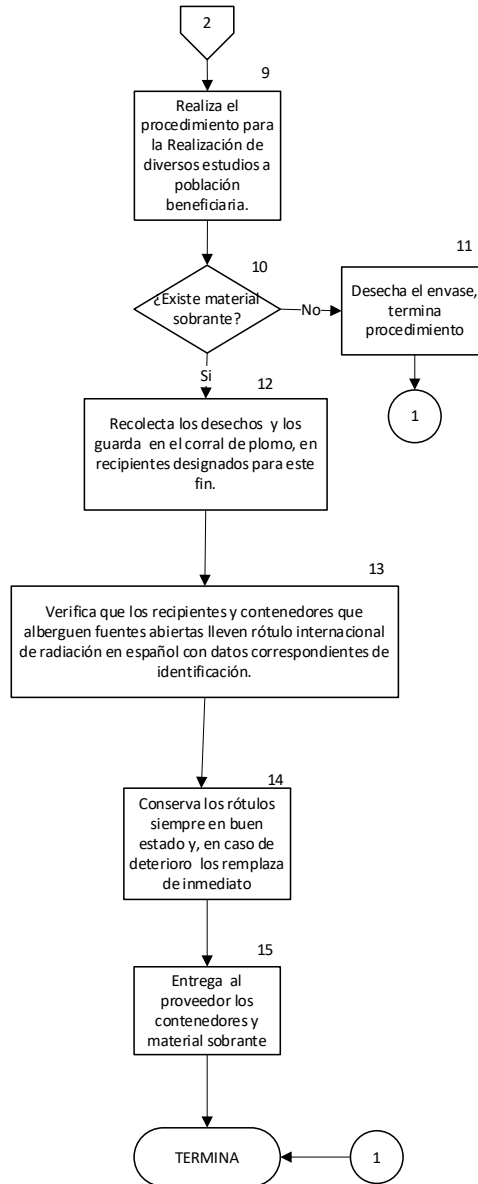 2
9
Realiza el
procedimiento para
la Realización de
diversos estudios a
población
beneficiaria.
10
¿Existe material
sobrante?
No
11
Desecha el envase,
termina
procedimiento
1
Si
12
Recolecta los desechos y los
guarda en el corral de plomo, en
recipientes designados para este
fin.
13
Verifica que los recipientes y contenedores que
alberguen fuentes abiertas lleven rótulo internacional
de radiación en español con datos correspondientes de
identificación.
14
Conserva los rótulos
siempre en buen
estado y, en caso de
deterioro los remplaza
de inmediato
15
Entrega al
proveedor los
contenedores y
material sobrante
TERMINA
1